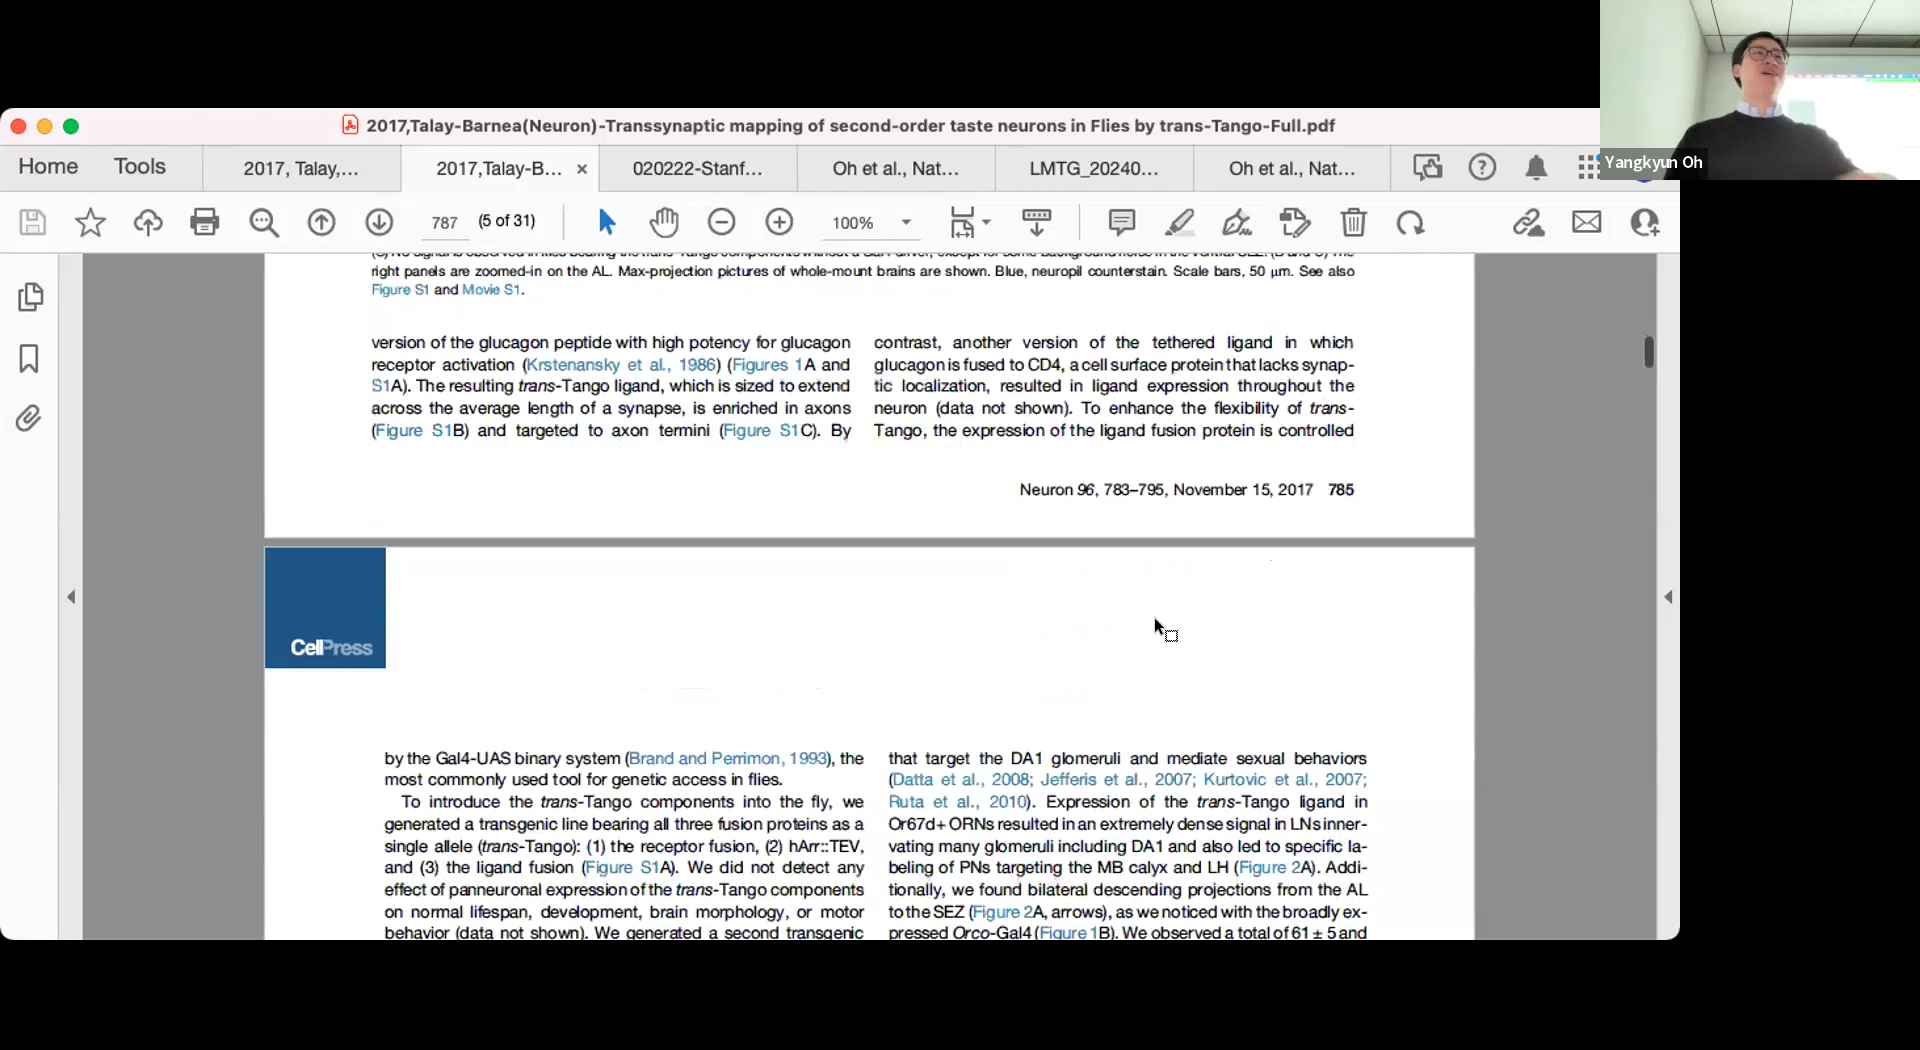 2017,Talay-Barnea(Neuron)-Transsynaptic mapping of second-order taste neurons in Flies by trans-Tango-Full.pdf
Yangkyun Oh
Home
Tools
2017, Talay,...
2017,Talay-B...
020222-Stanf...
Oh et al., Nat...
LMTG_20240...
Oh et al., Nat...
787
(5 of 31)
100%
right panels are zoomed-in on the AL. Max-projection pictures of whole-mount brains are shown. Blue, neuropil counterstain. Scale bars, 50 μm. See also
Figure S1 and Movie S1.
version of the glucagon peptide with high potency for glucagon
receptor activation (Krstenansky et al., 1986) (Figures 1A and
S1A). The resulting trans-Tango ligand, which is sized to extend
across the average length of a synapse, is enriched in axons
(Figure S1B) and targeted to axon termini (Figure S1C). By
contrast, another version of the tethered ligand in which
glucagon is fused to CD4, a cell surface protein that lacks synap-
tic localization, resulted in ligand expression throughout the
neuron (data not shown). To enhance the flexibility of trans-
Tango, the expression of the ligand fusion protein is controlled
Neuron 96, 783–795, November 15, 2017 785
CellPress
by the Gal4-UAS binary system (Brand and Perrimon, 1993), the
most commonly used tool for genetic access in flies.
To introduce the trans-Tango components into the fly, we
generated a transgenic line bearing all three fusion proteins as a
single allele (trans-Tango): (1) the receptor fusion, (2) hArr::TEV,
and (3) the ligand fusion (Figure S1A). We did not detect any
effect of panneuronal expression of the trans-Tango components
on normal lifespan, development, brain morphology, or motor
behavior (data not shown). We generated a second transgenic
that target the DA1 glomeruli and mediate sexual behaviors
(Datta et al., 2008; Jefferis et al., 2007; Kurtovic et al., 2007;
Ruta et al., 2010). Expression of the trans-Tango ligand in
Or67d+ ORNs resulted in an extremely dense signal in LNs inner-
vating many glomeruli including DA1 and also led to specific la-
beling of PNs targeting the MB calyx and LH (Figure 2A). Addi-
tionally, we found bilateral descending projections from the AL
to the SEZ (Figure 2A, arrows), as we noticed with the broadly ex-
pressed Orco-Gal4 (Figure 1B). We observed a total of 61 ± 5 and